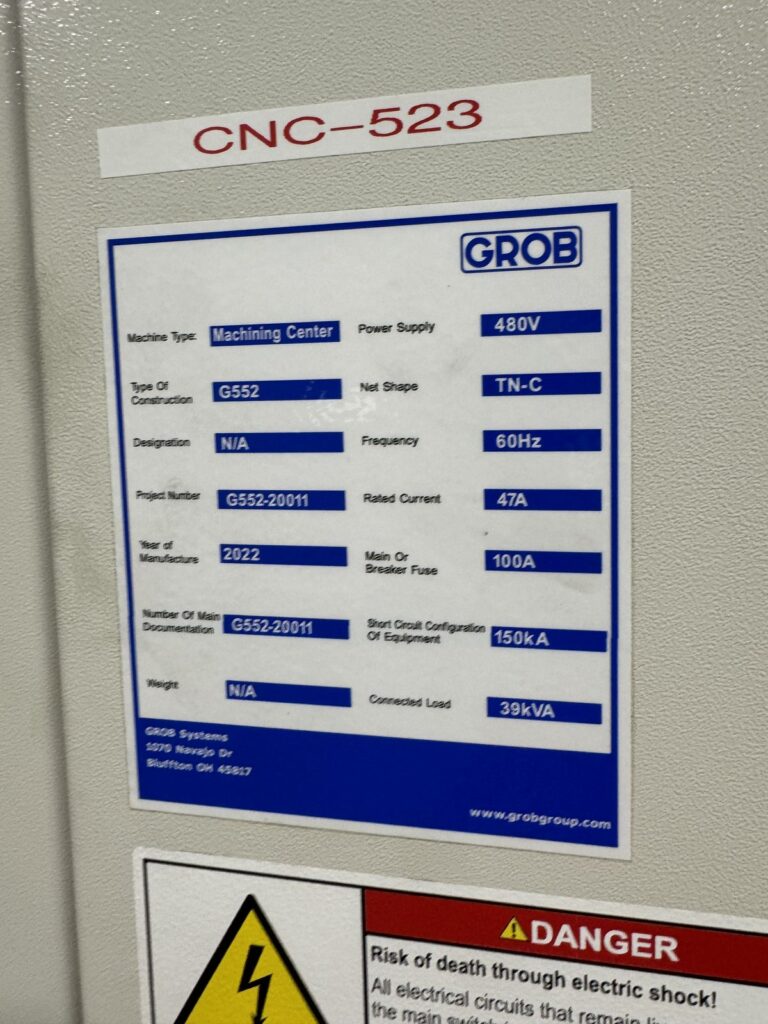 CNC-523
GROB
Machine Type: Machining Center
Power Supply 480V
Type Of
Construction G552
Net Shape TN-C
Designation N/A
Frequency 60Hz
Project Number G552-20011
Rated Current 47A
Year of
Manufacture 2022
Main Or
Breaker Fuse 100A
Number Of Main
Documentation G552-20011
Short Circuit Configuration
Of Equipment 150kA
Weight N/A
Connected Load 39kVA
GROB Systems
1070 Navajo Dr
Bluffton OH 45817
www.grobgroup.com
DANGER
Risk of death through electric shock!
All electrical circuits that remain
the main